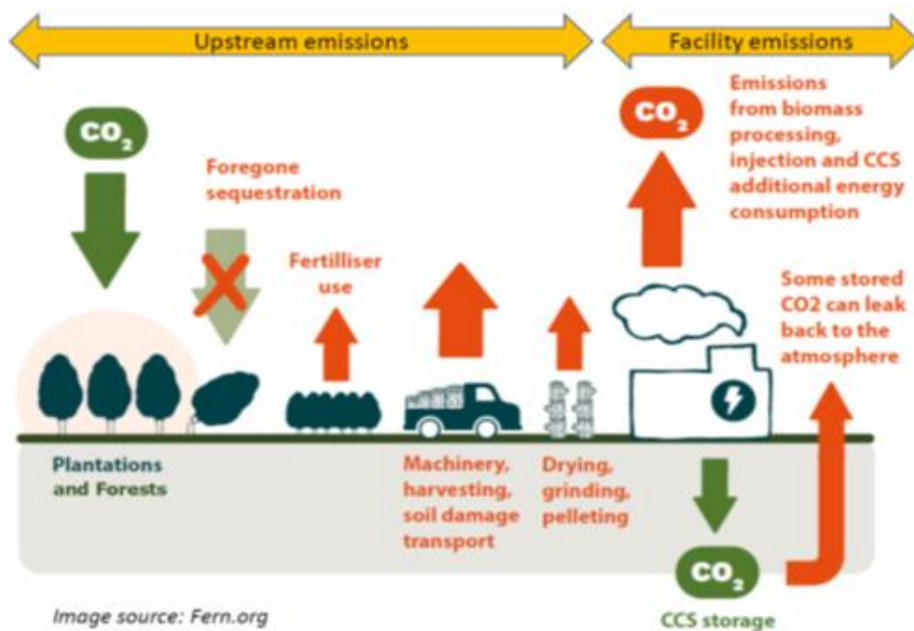 Upstream emissions
Facility emissions
CO₂
Foregone
sequestration
Fertilliser
use
CO₂
Emissions
from biomass
processing,
injection and CCS
additional energy
consumption
Some stored
CO2 can leak
back to the
atmosphere
Plantations
and Forests
Machinery,
harvesting,
soil damage
transport
Drying,
grinding,
pelleting
CO₂
CCS storage
Image source: Fern.org